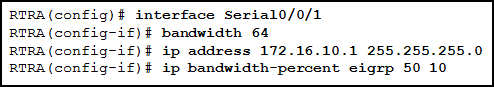 RTRA(config)# interface Serial0/0/1
RTRA(config-if)# bandwidth 64
RTRA(config-if)# ip address 172.16.10.1 255.255.255.0
RTRA(config-if)# ip bandwidth-percent eigrp 50 10